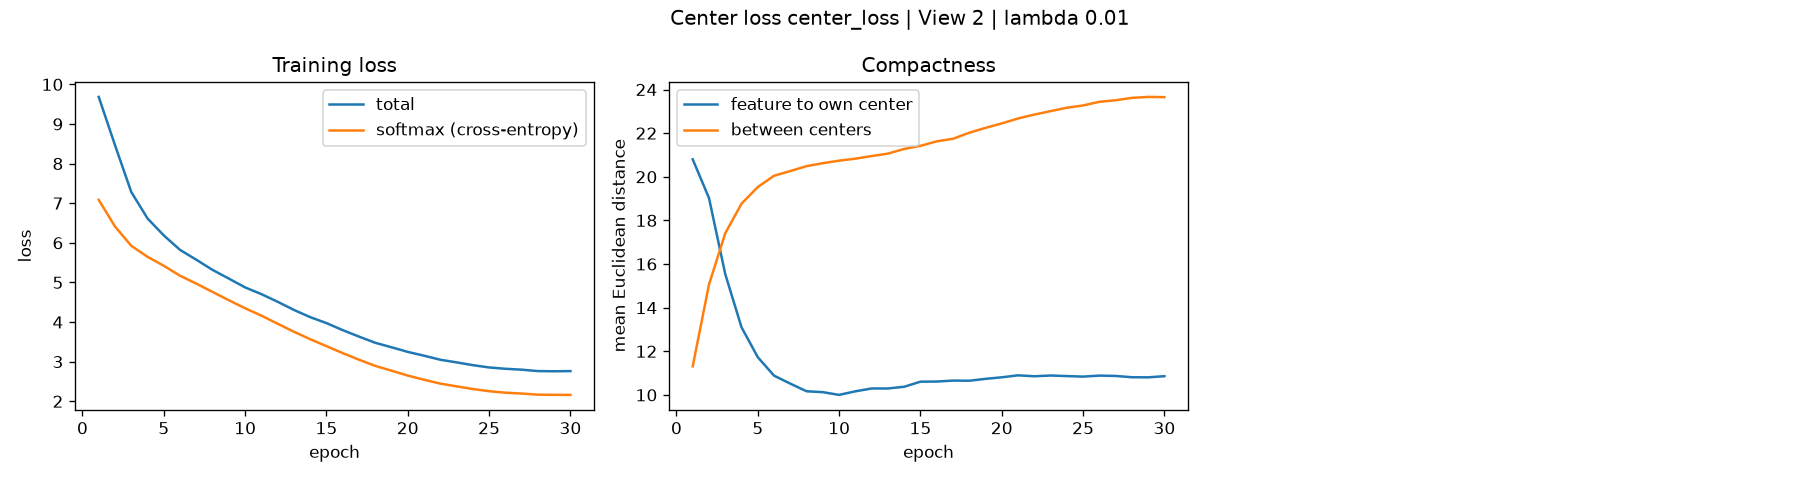 Center loss center_loss | View 2 | lambda 0.01
Training loss
total
softmax (cross-entropy)
10
9
8
7
6
5
4
3
2
loss
0 5 10 15 20 25 30
epoch
Compactness
feature to own center
between centers
24
22
20
18
16
14
12
10
mean Euclidean distance
0 5 10 15 20 25 30
epoch